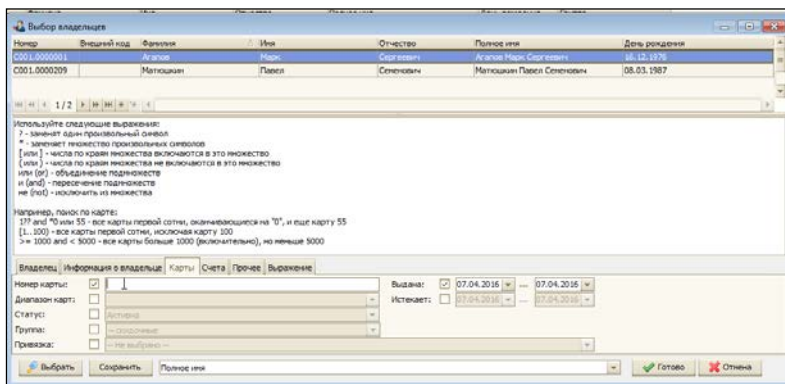 Выбор владельцев
Номер Внешний код Фамилия Имя Отчество Полное имя День рождения
C001.0000001 Агапов Марк Сергеевич Агапов Марк Сергеевич 16.12.1976
C001.0000209 Матюшкин Павел Семенович Матюшкин Павел Семенович 08.03.1987
1 / 2
Используйте следующие выражения:
? - заменят один произвольный символ
* - заменяет множество произвольных символов
[ или ] - числа по краям множества включаются в это множество
( или ) - числа по краям множества не включаются в это множество
или (or) - объединение подмножеств
и (and) - пересечение подмножеств
не (not) - исключить из множества
Например, поиск по карте:
1?? and *0 или 55 - все карты первой сотни, оканчивающиеся на "0", и еще карту 55
[1..100) - все карты первой сотни, исключая карту 100
>= 1000 and < 5000 - все карты больше 1000 (включительно), но меньше 5000
Владелец Информация о владельце Карты Счета Прочее Выражение
Номер карты: Выдана: 07.04.2016 ... 07.04.2016
Диапазон карт: Истекает: 07.04.2016 ... 07.04.2016
Статус: Активна
Группа: -- сохраненные
Привязка: -- не выбрано --
Выбрать Сохранить Полное имя Готово Отмена